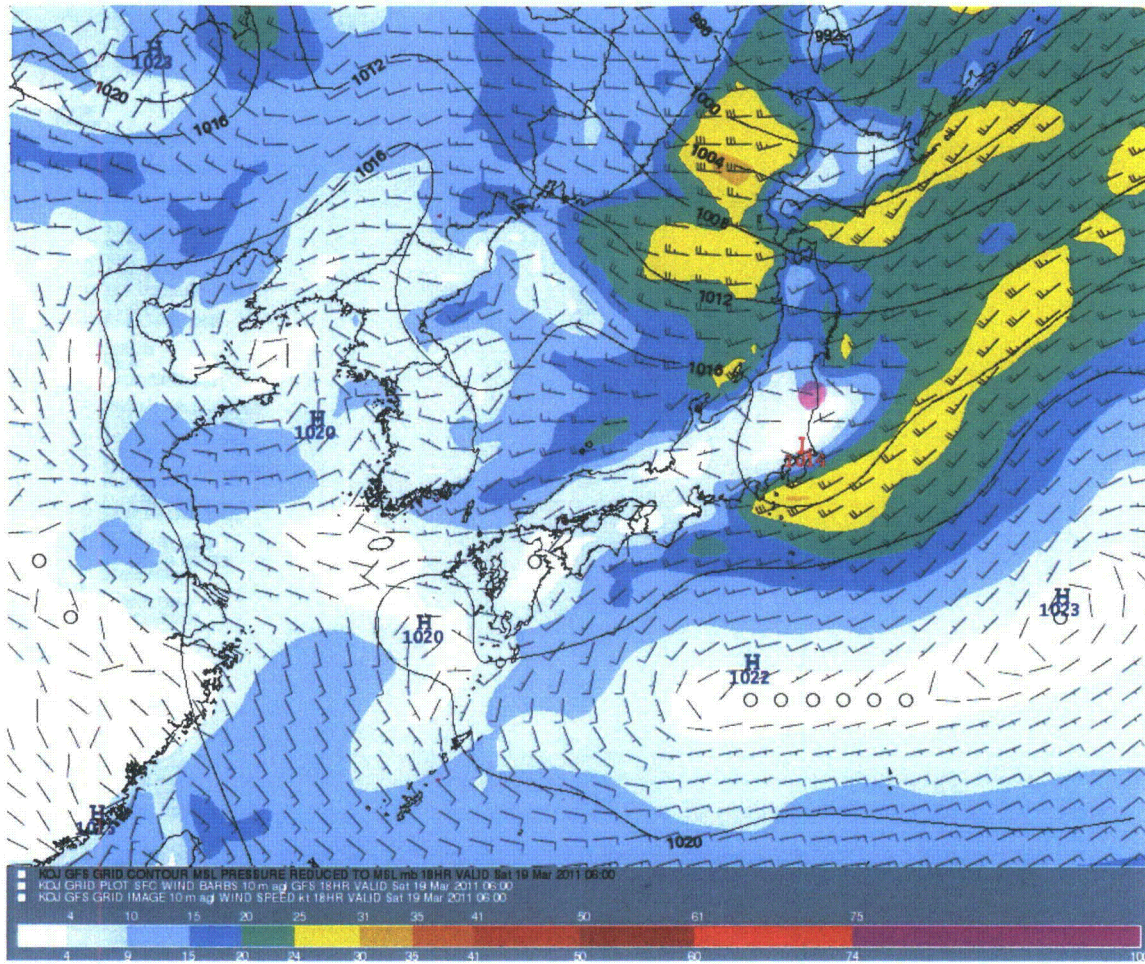 996
992
H
1023
1012
1020
1000
1016
1016
1004
1008
1012
1016
H
1020
L
1014
H
1023
H
1020
H
1022
H
1020
KOJ GFS GRID CONTOUR MSL PRESSURE REDUCED TO MSL mb 18HR VALID Sat 19 Mar 2011 06:00
KOJ GRID PLOT SFC WIND BARBS 10 m agl GFS 18HR VALID Sat 19 Mar 2011 06:00
KOJ GFS GRID IMAGE 10 m agl WIND SPEED kt 18HR VALID Sat 19 Mar 2011 06:00
4 10 15 20 25 31 35 41 50 61 75
4 9 15 20 24 31 35 41 50 60 74